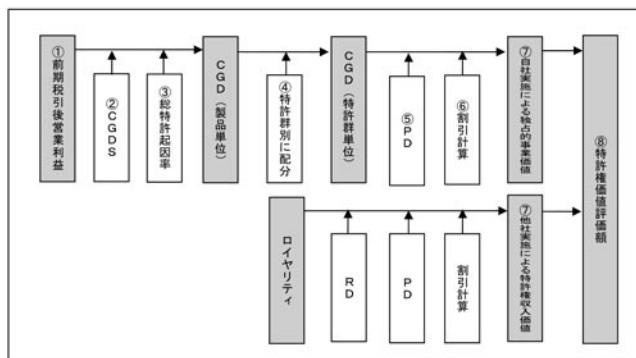 ①前期税引後営業利益
②CGDS
③総特許起因率
CGD（製品単位）
④特許群別に配分
CGD（特許群単位）
⑤PD
⑥割引計算
⑦自社実施による独占的事業価値
⑧特許権価値評価額
ロイヤリティ
RD
PD
割引計算
⑦他社実施による特許権収入価値